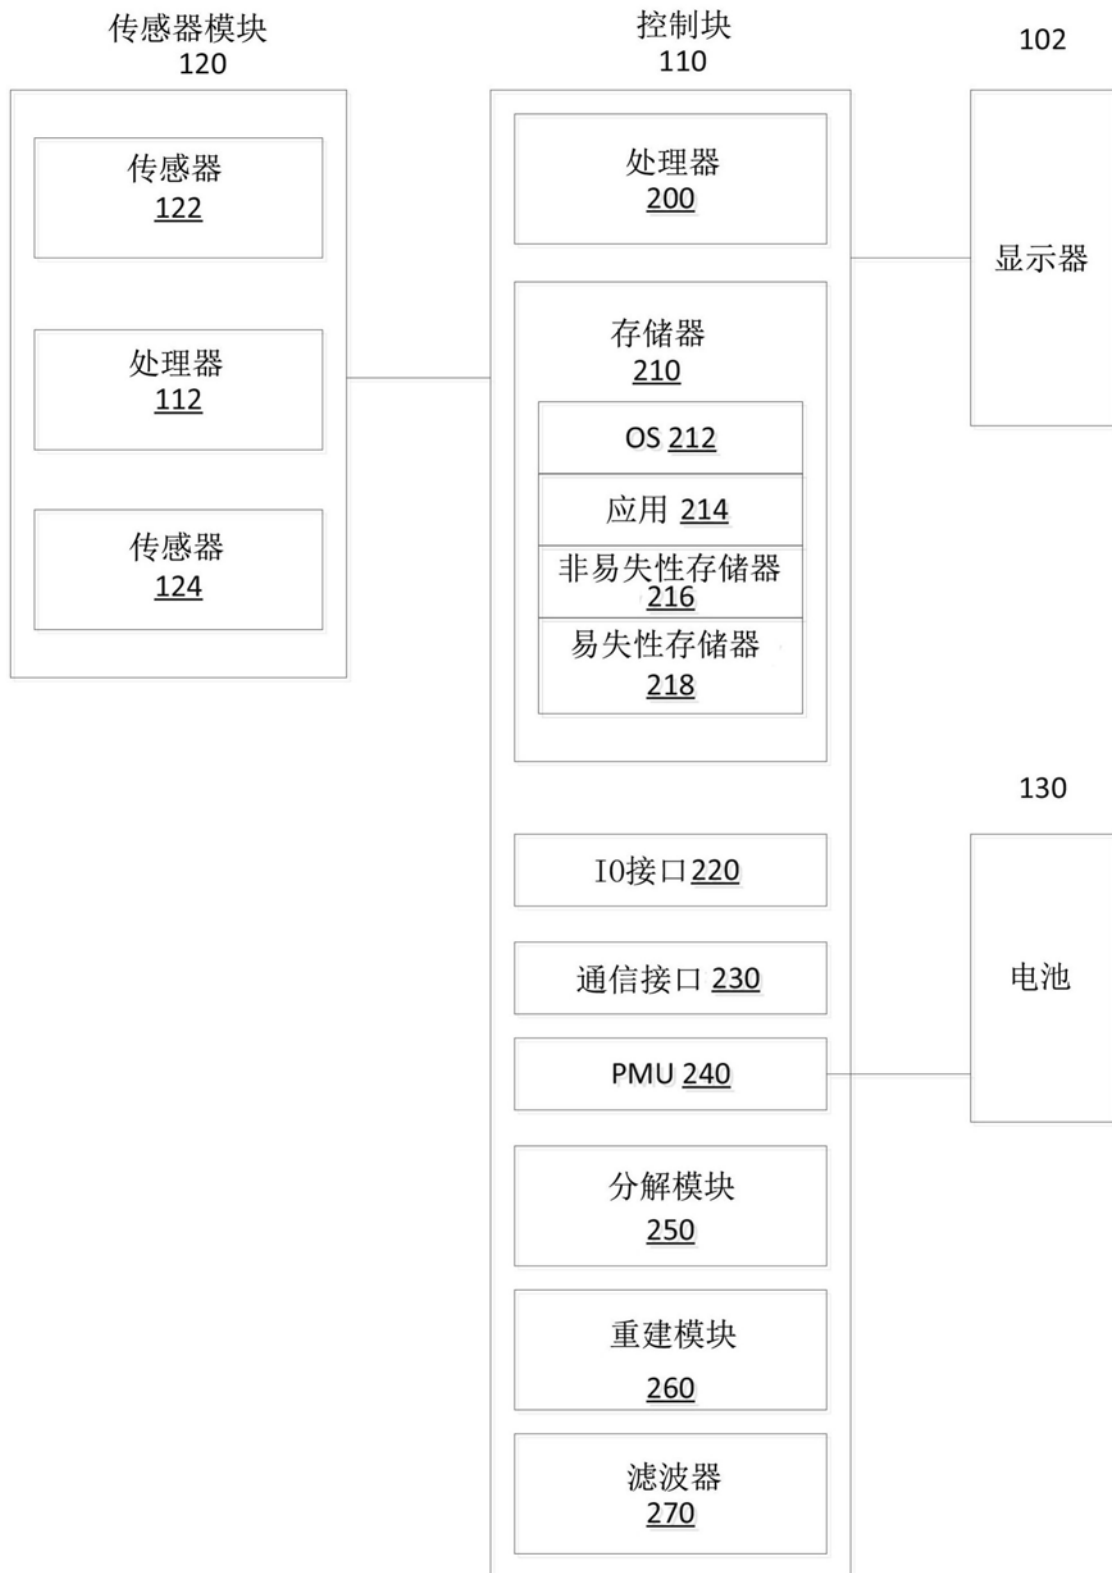 传感器模块
120
传感器
122
处理器
112
传感器
124
控制块
110
处理器
200
存储器
210
OS 212
应用 214
非易失性存储器
216
易失性存储器
218
IO接口220
通信接口 230
PMU 240
分解模块
250
重建模块
260
滤波器
270
102
显示器
130
电池